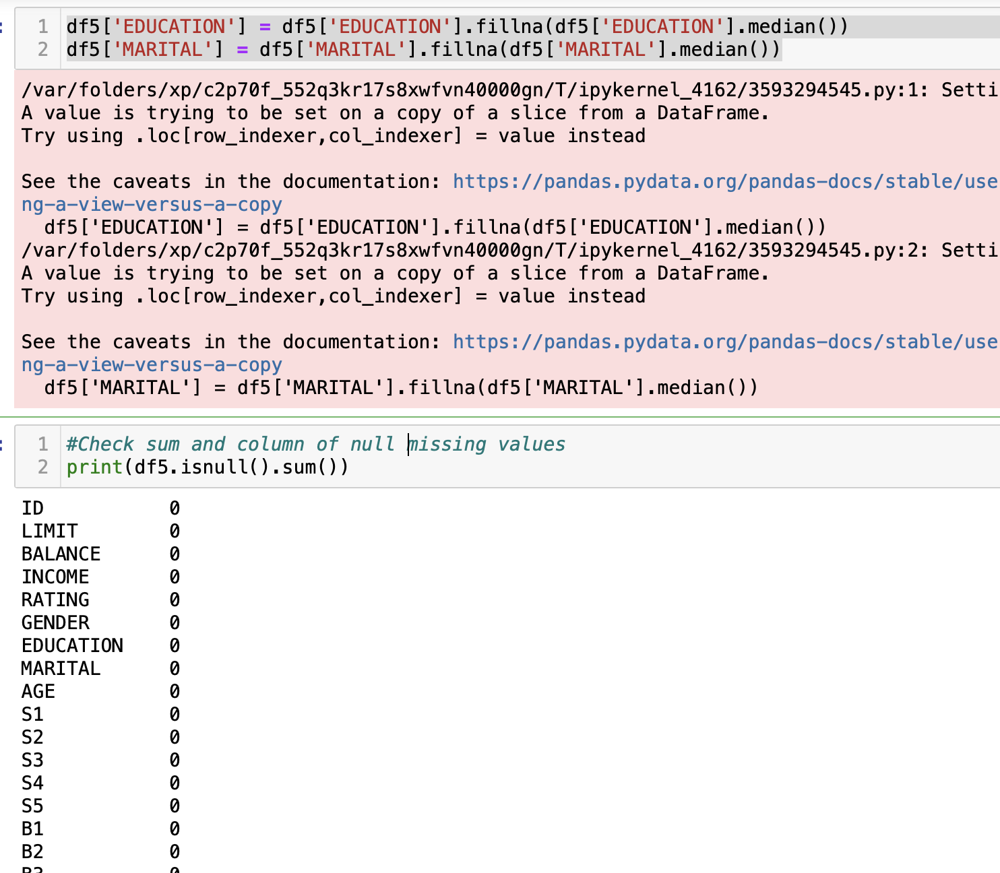 1 df5['EDUCATION'] = df5['EDUCATION'].fillna(df5['EDUCATION'].median())
2 df5['MARITAL'] = df5['MARITAL'].fillna(df5['MARITAL'].median())
/var/folders/xp/c2p70f_552q3kr17s8xwfvn40000gn/T/ipykernel_4162/3593294545.py:1: Setti
A value is trying to be set on a copy of a slice from a DataFrame.
Try using .loc[row_indexer,col_indexer] = value instead
See the caveats in the documentation: https://pandas.pydata.org/pandas-docs/stable/use
ng-a-view-versus-a-copy
df5['EDUCATION'] = df5['EDUCATION'].fillna(df5['EDUCATION'].median())
/var/folders/xp/c2p70f_552q3kr17s8xwfvn40000gn/T/ipykernel_4162/3593294545.py:2: Setti
A value is trying to be set on a copy of a slice from a DataFrame.
Try using .loc[row_indexer,col_indexer] = value instead
See the caveats in the documentation: https://pandas.pydata.org/pandas-docs/stable/use
ng-a-view-versus-a-copy
df5['MARITAL'] = df5['MARITAL'].fillna(df5['MARITAL'].median())
1 #Check sum and column of null missing values
2 print(df5.isnull().sum())
ID 0
LIMIT 0
BALANCE 0
INCOME 0
RATING 0
GENDER 0
EDUCATION 0
MARITAL 0
AGE 0
S1 0
S2 0
S3 0
S4 0
S5 0
B1 0
B2 0